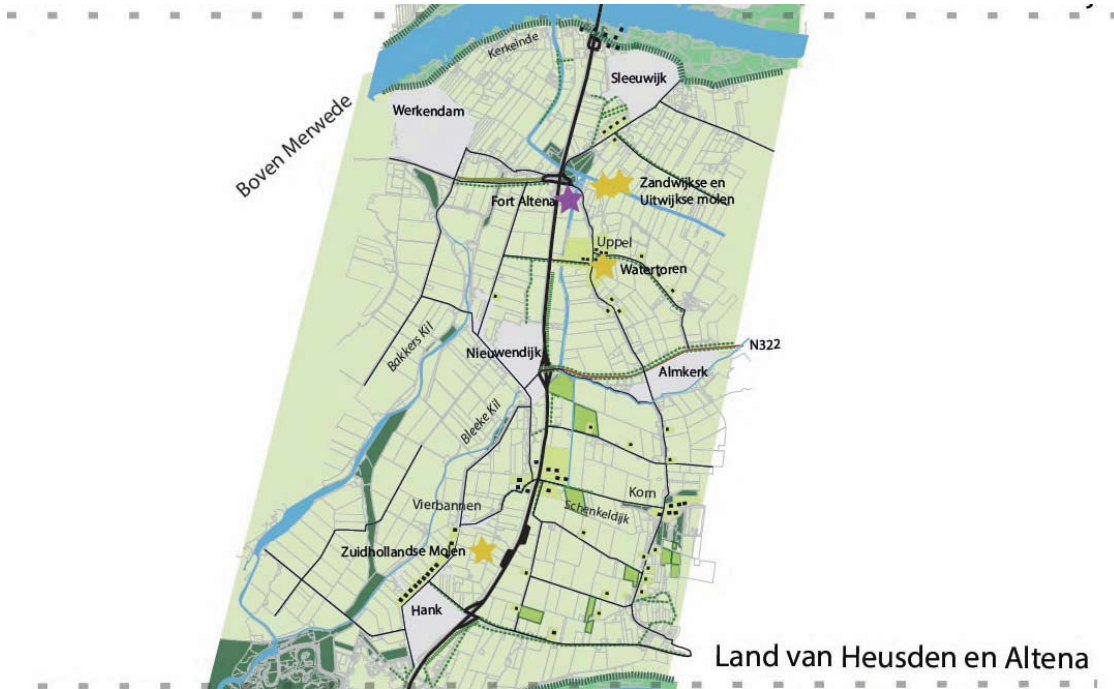 Kerkeinde
Sleeuwijk
Werkendam
Boven Merwede
Zandwijkse en
Uitwijkse molen
Fort Altena
Uppel
Watertoren
Bakkers Kil
Nieuwendijk
N322
Almkerk
Bleeke Kil
Vierbannen
Korn
Schenkeldijk
Zuidhollandse Molen
Hank
Land van Heusden en Altena